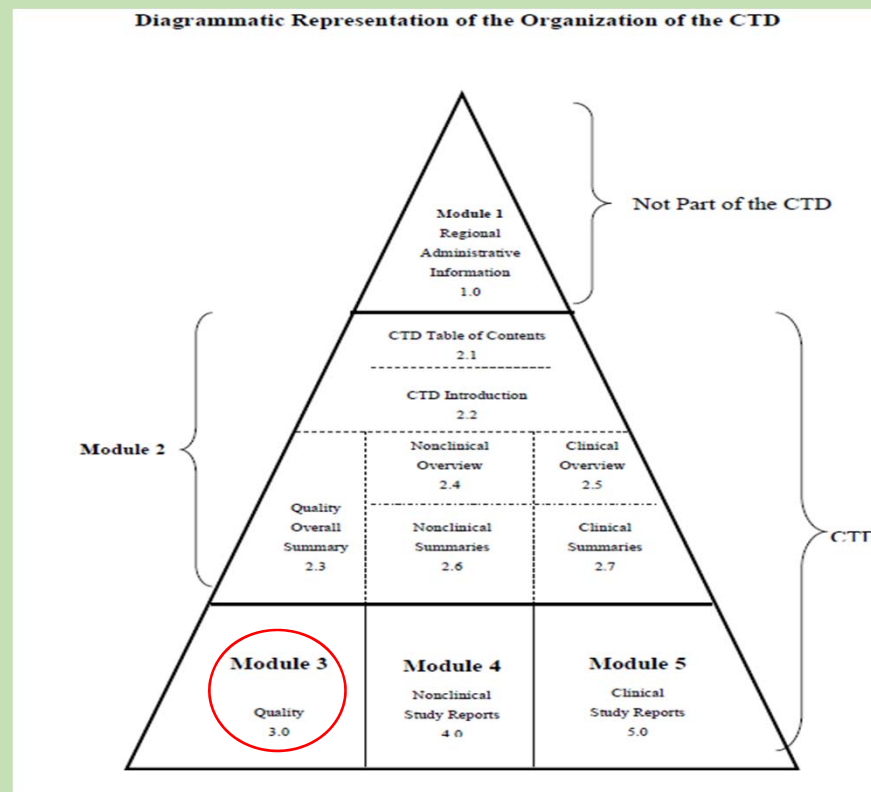 Diagrammatic Representation of the Organization of the CTD
Module 1
Regional
Administrative
Information
1.0
Not Part of the CTD
CTD Table of Contents
2.1
CTD Introduction
2.2
Module 2
Nonclinical
Overview
2.4
Clinical
Overview
2.5
Quality
Overall
Summary
2.3
Nonclinical
Summaries
2.6
Clinical
Summaries
2.7
CTD
Module 3
Quality
3.0
Module 4
Nonclinical
Study Reports
4.0
Module 5
Clinical
Study Reports
5.0